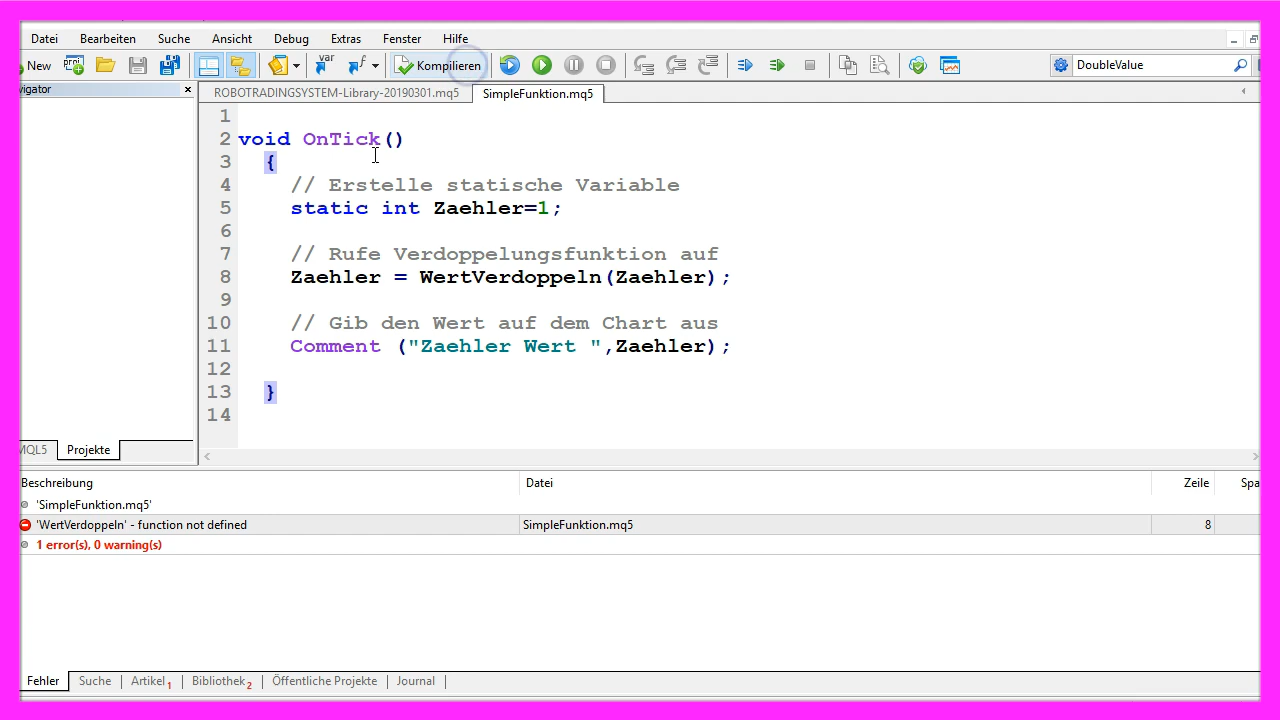 Datei Bearbeiten Suche Ansicht Debug Extras Fenster Hilfe
New Kompilieren DoubleValue
vigator ROBOTRADINGSYSTEM-Library-20190301.mq5 SimpleFunktion.mq5
1
2 void OnTick()
3 {
4 // Erstelle statische Variable
5 static int Zaehler=1;
6
7 // Rufe Verdoppelungsfunktion auf
8 Zaehler = WertVerdoppeln(Zaehler);
9
10 // Gib den Wert auf dem Chart aus
11 Comment ("Zaehler Wert ",Zaehler);
12
13 }
14
MQL5 Projekte
Beschreibung Datei Zeile Spa
'SimpleFunktion.mq5'
'WertVerdoppeln' - function not defined SimpleFunktion.mq5 8
1 error(s), 0 warning(s)
Fehler Suche Artikel 1 Bibliothek 2 Öffentliche Projekte Journal